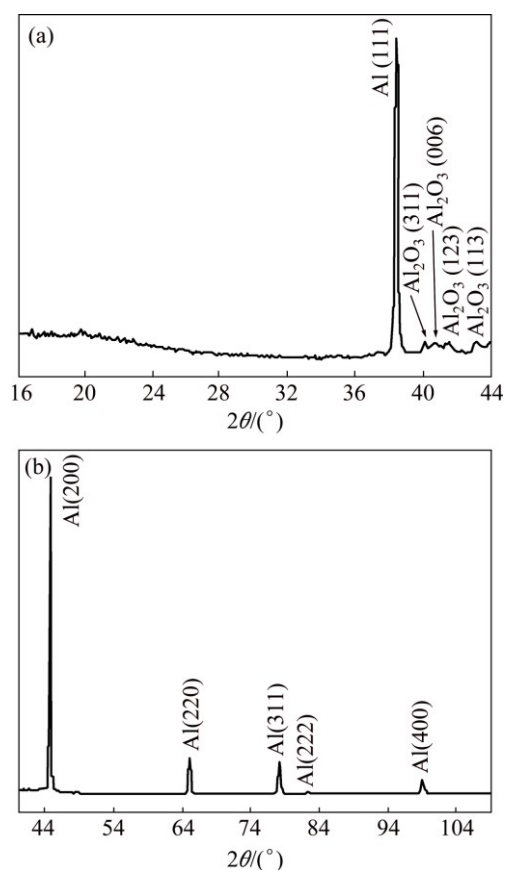 (a)
Al (111)
Al₂O₃ (311)
Al₂O₃ (006)
Al₂O₃ (123)
Al₂O₃ (113)
16 20 24 28 32 36 40 44
2θ/(°)
(b)
Al(200)
Al(220)
Al(311)
Al(222)
Al(400)
44 54 64 74 84 94 104
2θ/(°)